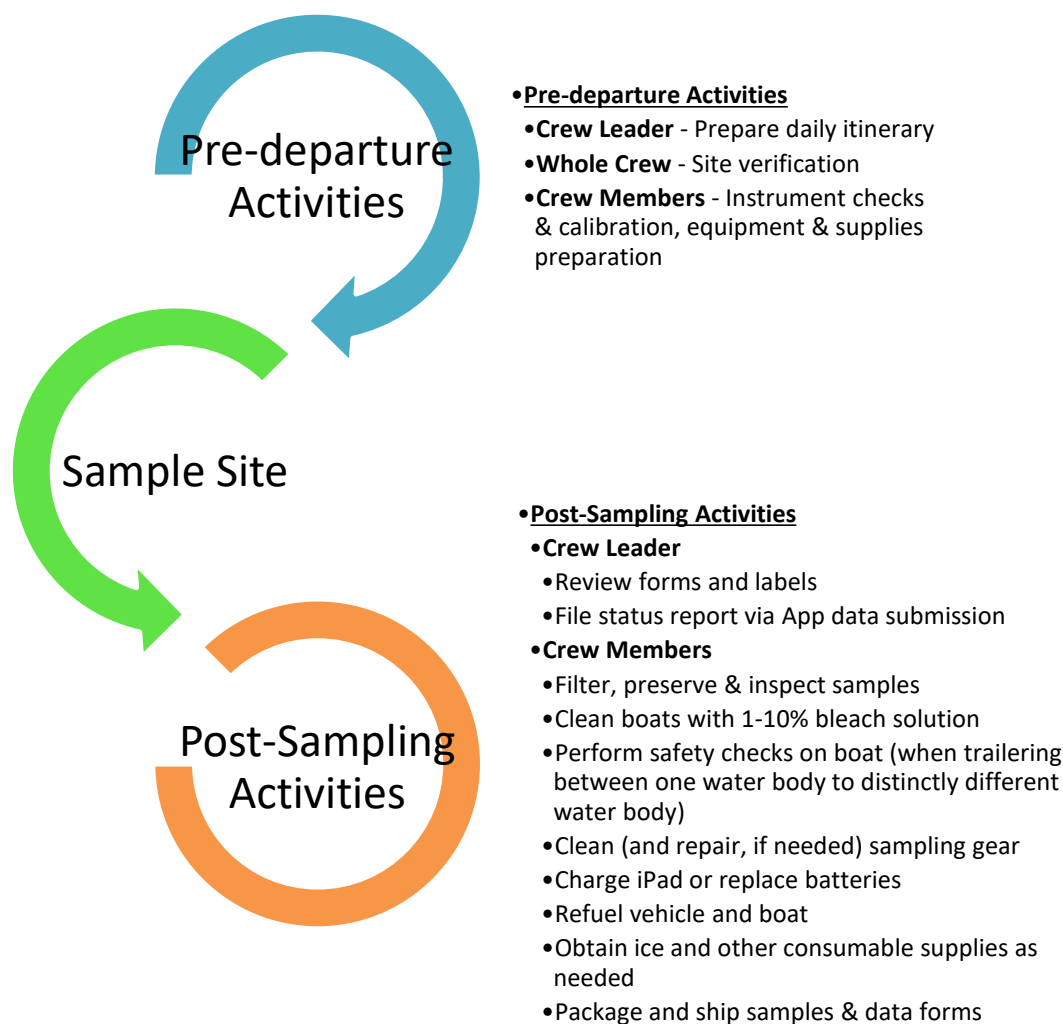 Pre-departure
Activities
•Pre-departure Activities
•Crew Leader - Prepare daily itinerary
•Whole Crew - Site verification
•Crew Members - Instrument checks
& calibration, equipment & supplies
preparation
Sample Site
Post-Sampling
Activities
•Post-Sampling Activities
•Crew Leader
•Review forms and labels
•File status report via App data submission
•Crew Members
•Filter, preserve & inspect samples
•Clean boats with 1-10% bleach solution
•Perform safety checks on boat (when trailering
between one water body to distinctly different
water body)
•Clean (and repair, if needed) sampling gear
•Charge iPad or replace batteries
•Refuel vehicle and boat
•Obtain ice and other consumable supplies as
needed
•Package and ship samples & data forms